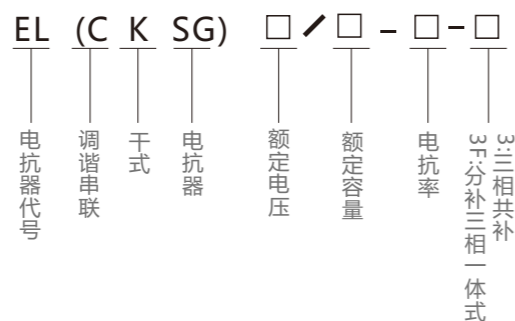 EL (C K SG) □/□-□-□
电抗器代号
调谐串联
干式
电抗器
额定电压
额定容量
电抗率
3:三相共补
3F:分补三相一体式